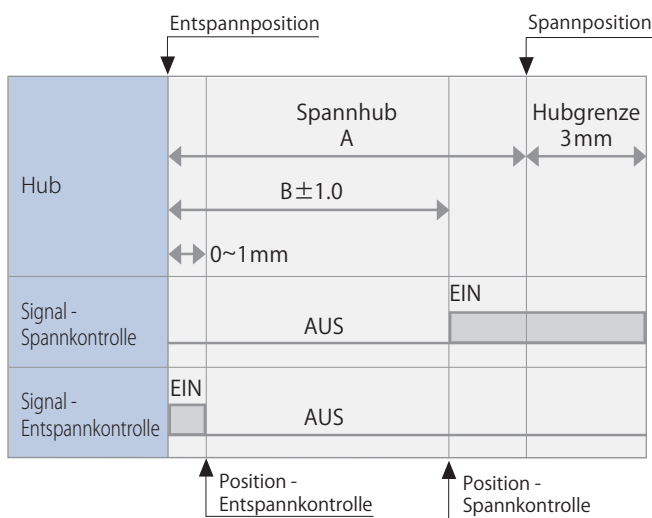 Entspannposition
Spannposition
Spannhub
A
Hubgrenze
3mm
Hub
B±1.0
0~1mm
Signal -
Spannkontrolle
AUS
EIN
Signal -
Entspannkontrolle
EIN
AUS
Position -
Entspannkontrolle
Position -
Spannkontrolle